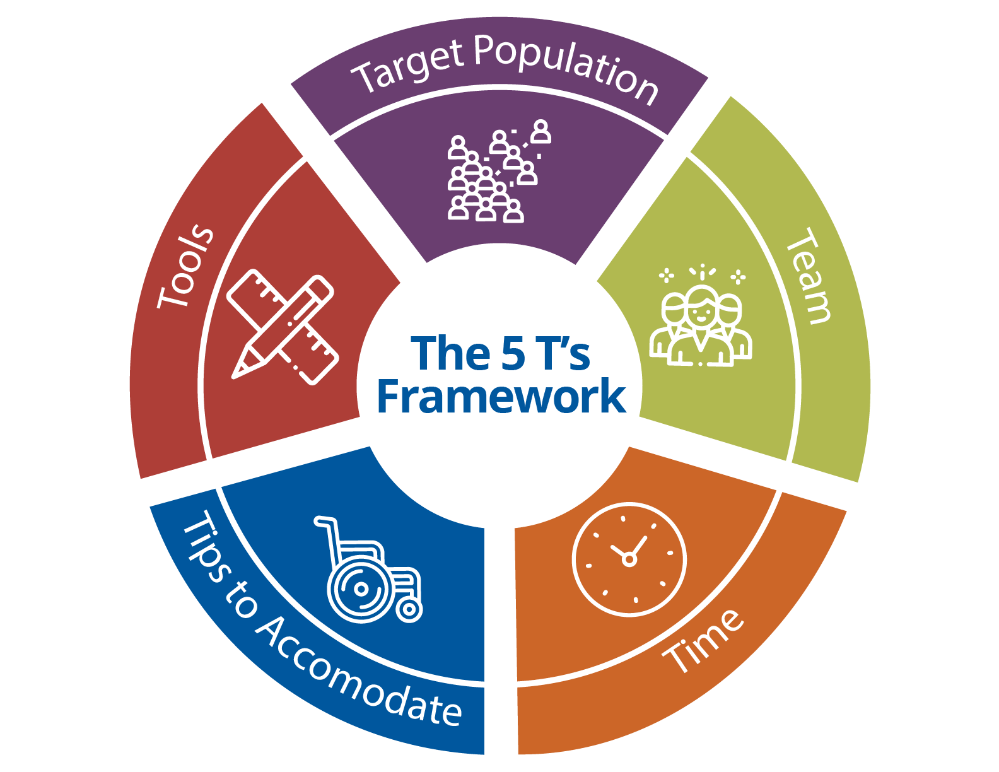 Target Population
Team
Time
Tips to Accomodate
Tools
The 5 T’s
Framework